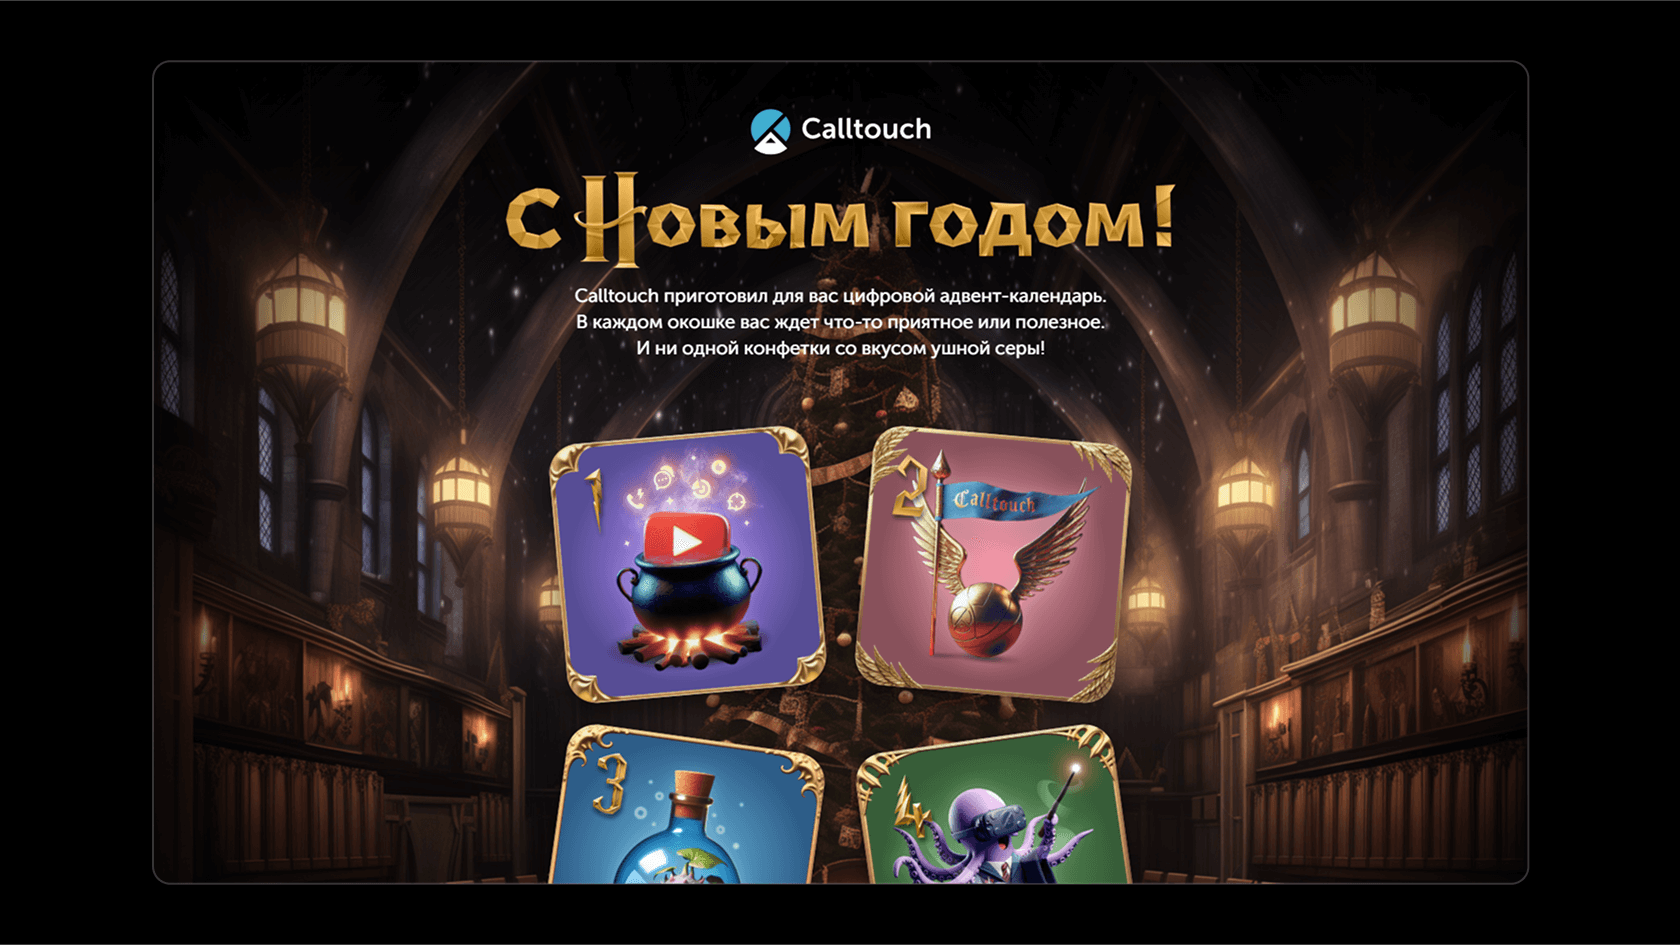 Calltouch
С Новым годом!
Calltouch приготовил для вас цифровой адвент-календарь.
В каждом окошке вас ждет что-то приятное или полезное.
И ни одной конфетки со вкусом ушной серы!
1
2
Calltouch
3
4